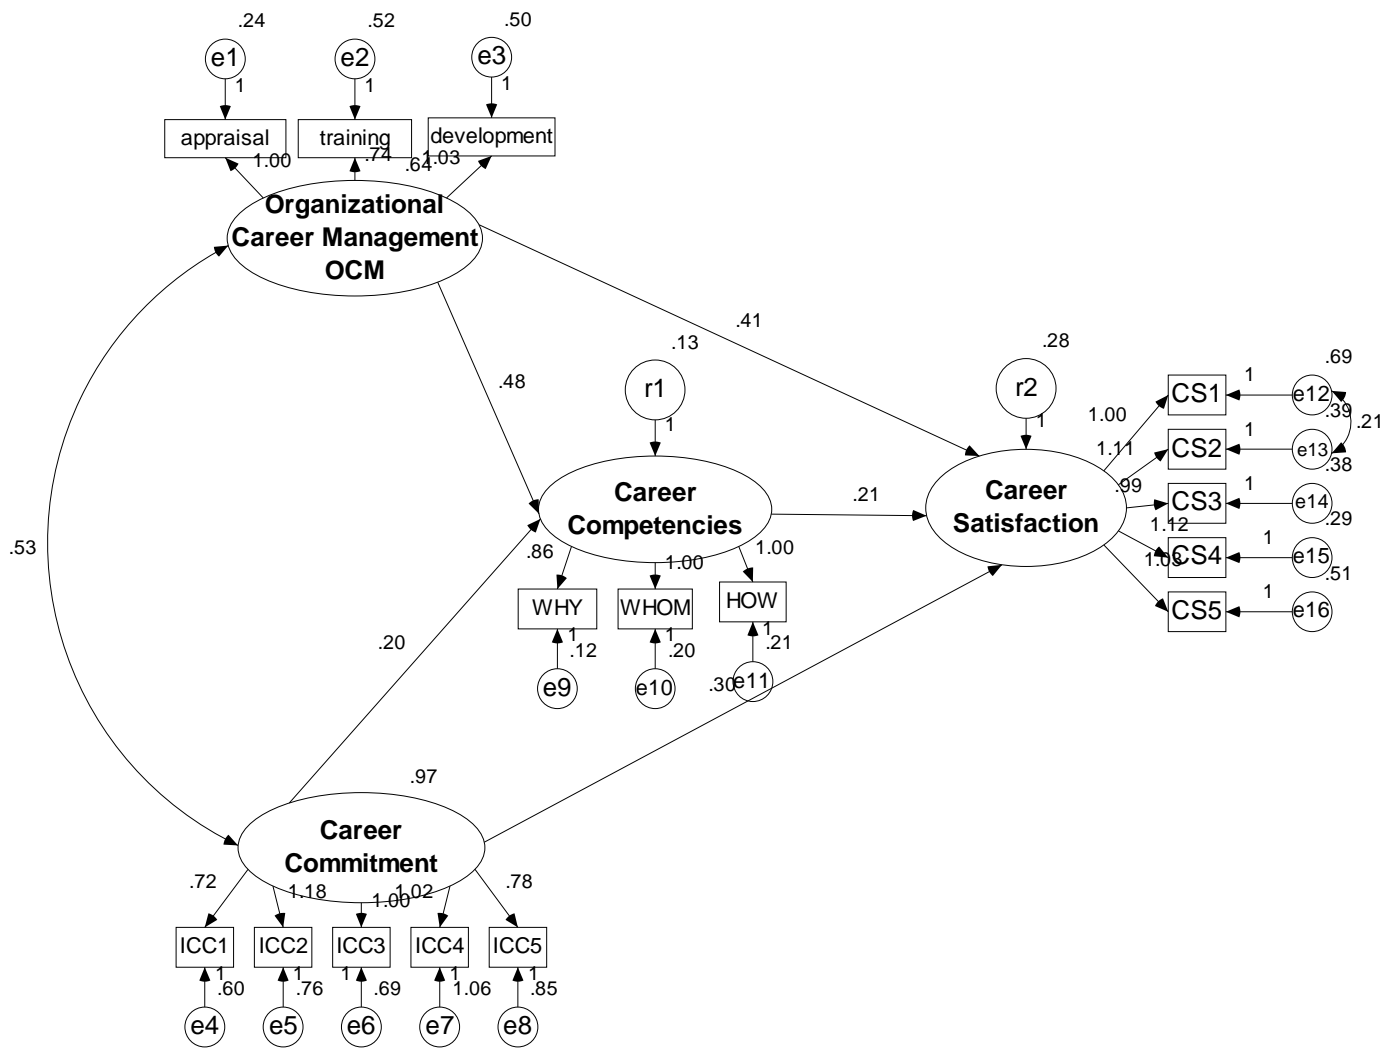 .24
.52
.50
e1
e2
e3
1
1
1
appraisal
training
development
1.00
.74
.64
1.03
Organizational
Career Management
OCM
.41
.48
.13
r1
1
.28
r2
1
.53
Career
Competencies
.21
Career
Satisfaction
1.00
1.11
.99
1.12
1.03
CS1
1
e12
.69
CS2
1
e13
.39
.21
CS3
1
e14
.38
CS4
1
e15
.29
CS5
1
e16
.51
.86
1.00
1.00
WHY
WHOM
HOW
1
1
1
.12
.20
.21
e9
e10
e11
.20
.30
.97
Career
Commitment
.72
1.18
1.00
1.02
.78
ICC1
ICC2
ICC3
ICC4
ICC5
1
1
1
1
1
.60
.76
.69
1.06
.85
e4
e5
e6
e7
e8